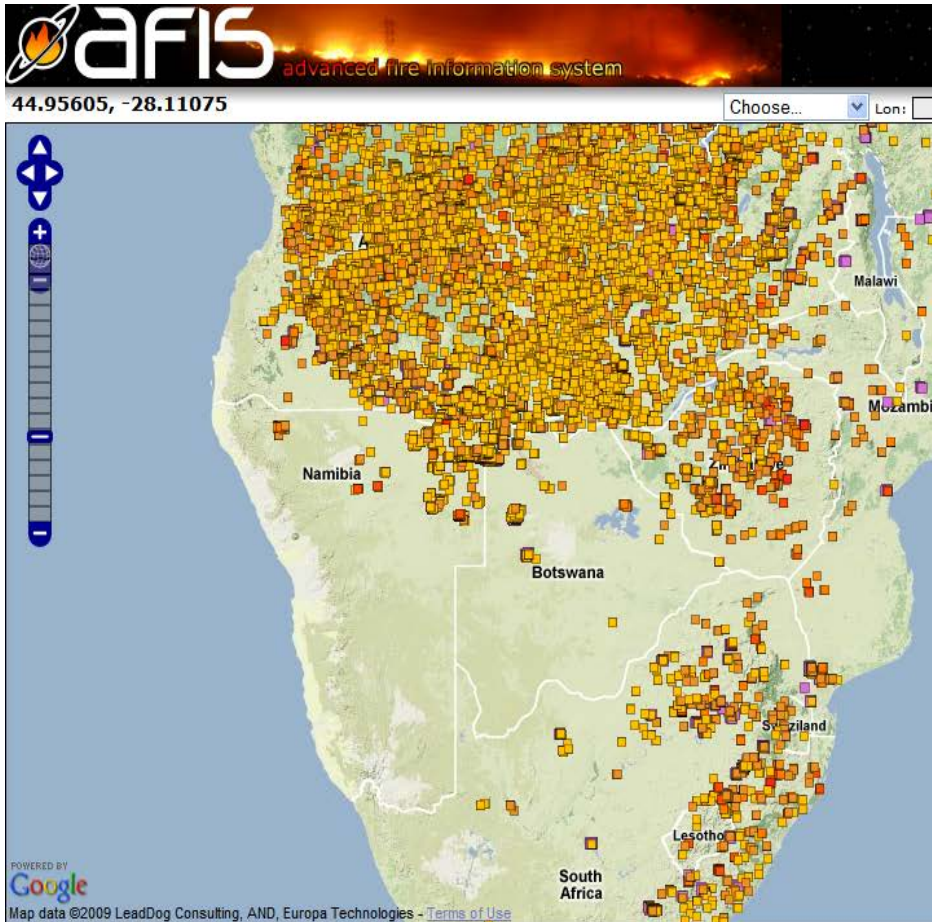 aFIS
advanced fire information system
44.95605, -28.11075
Choose...
Lon:
Malawi
Mozambi
Namibia
Botswana
Swaziland
Lesotho
South
Africa
POWERED BY
Google
Map data ©2009 LeadDog Consulting, AND, Europa Technologies - Terms of Use